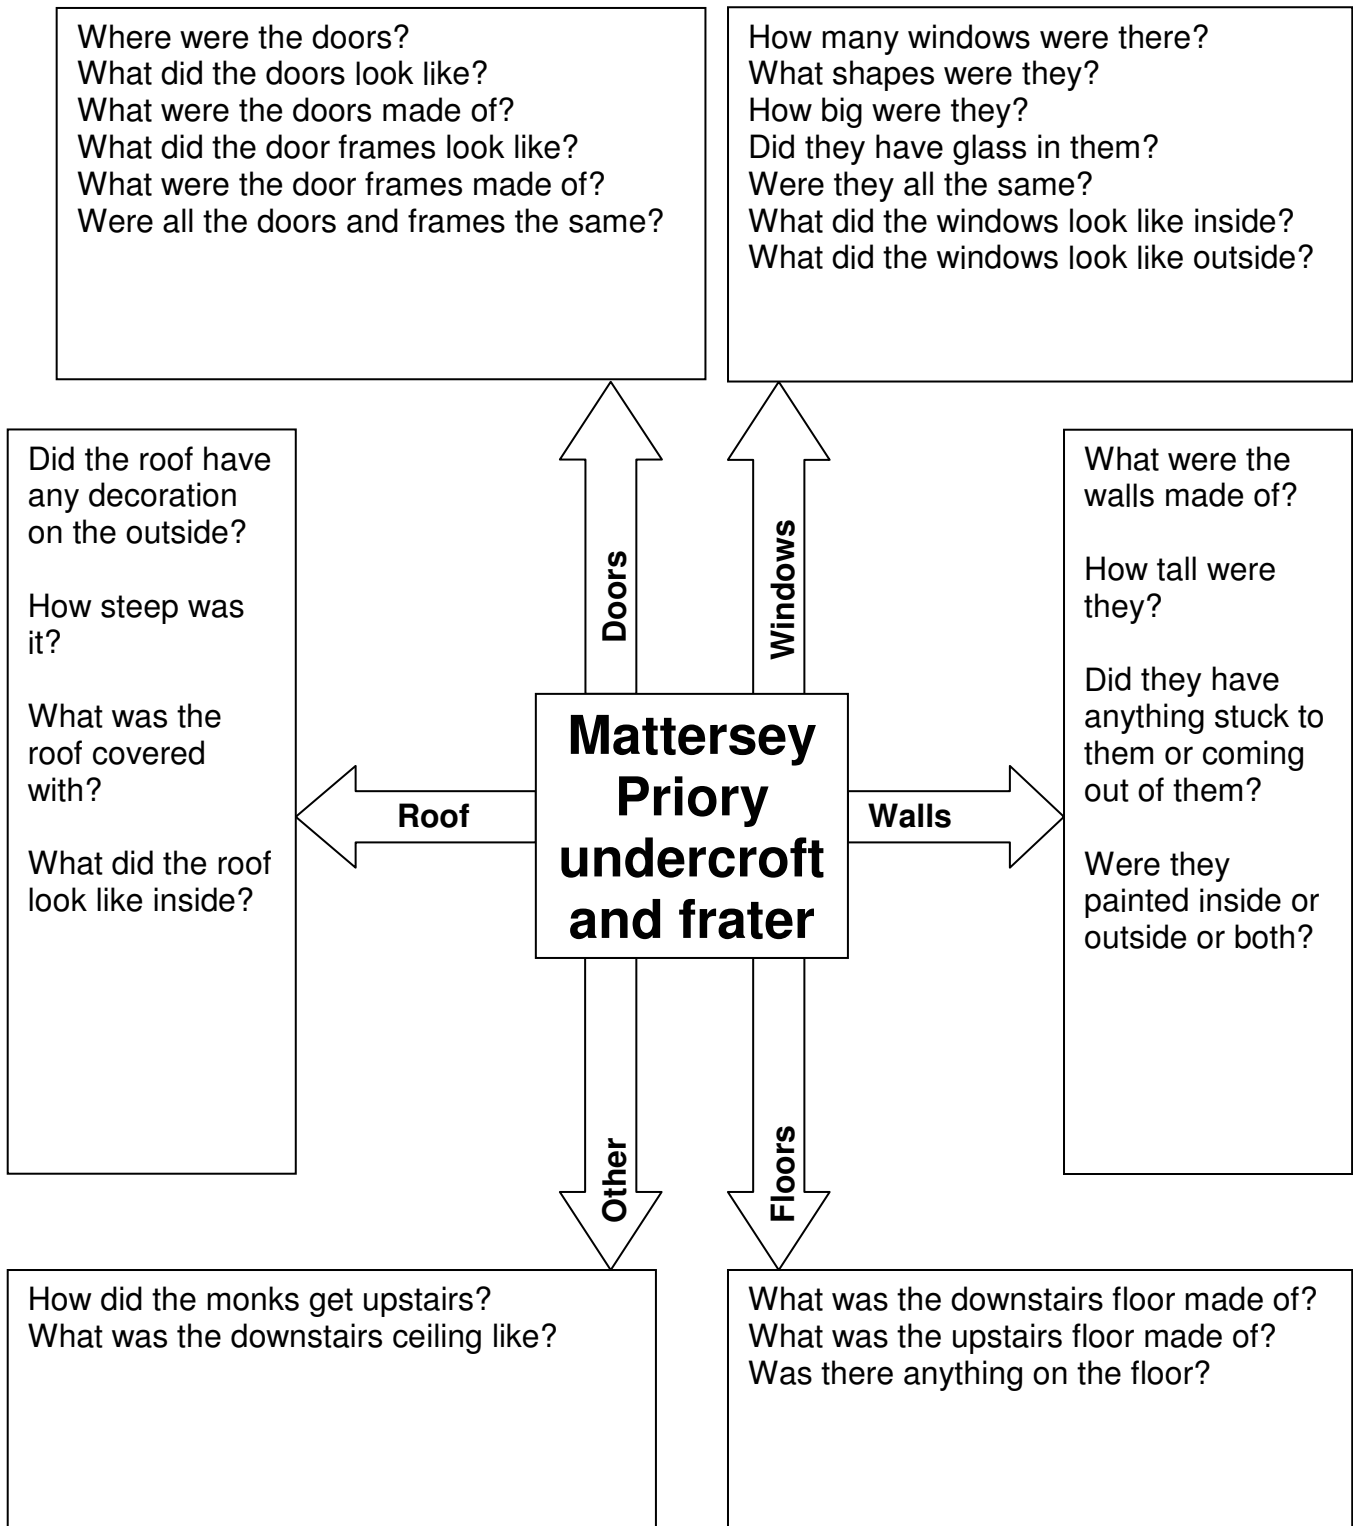 Where were the doors?
What did the doors look like?
What were the doors made of?
What did the door frames look like?
What were the door frames made of?
Were all the doors and frames the same?
How many windows were there?
What shapes were they?
How big were they?
Did they have glass in them?
Were they all the same?
What did the windows look like inside?
What did the windows look like outside?
Did the roof have
any decoration
on the outside?
How steep was
it?
What was the
roof covered
with?
What did the roof
look like inside?
Doors
Windows
Roof
Mattersey
Priory
undercroft
and frater
Walls
What were the
walls made of?
How tall were
they?
Did they have
anything stuck to
them or coming
out of them?
Were they
painted inside or
outside or both?
Other
Floors
How did the monks get upstairs?
What was the downstairs ceiling like?
What was the downstairs floor made of?
What was the upstairs floor made of?
Was there anything on the floor?